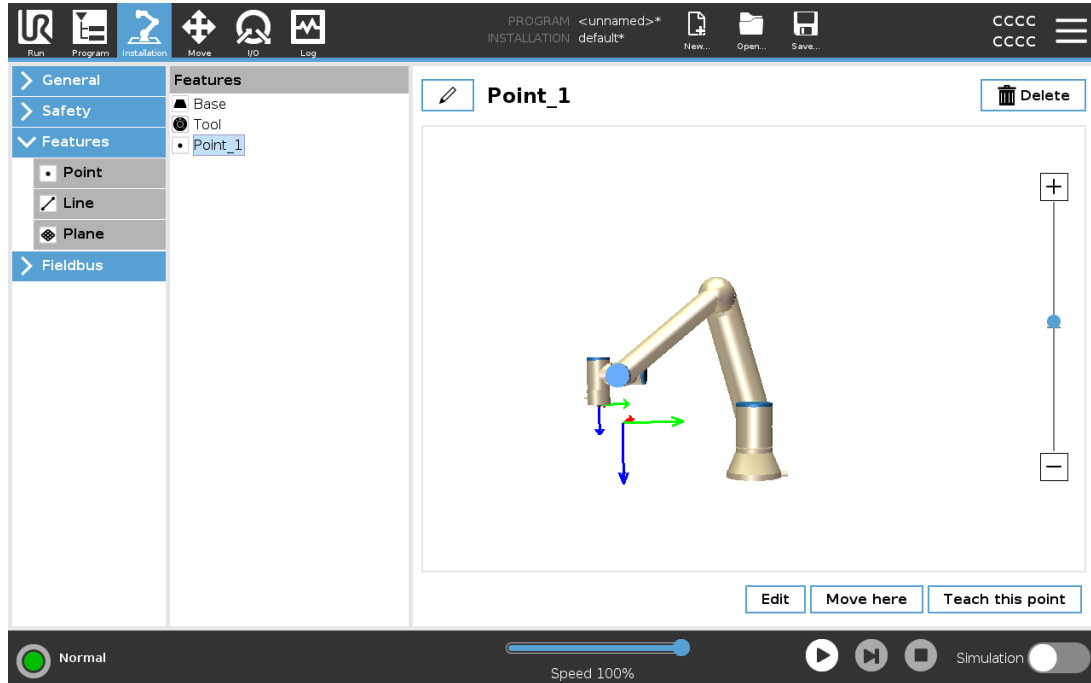 UR
Run
Program
Installation
Move
I/O
Log
PROGRAM <unnamed>*
INSTALLATION default*
New...
Open...
Save...
CCCC
CCCC
General
Safety
Features
Point
Line
Plane
Fieldbus
Features
Base
Tool
Point_1
Point_1
Delete
Edit
Move here
Teach this point
Normal
Speed 100%
Simulation